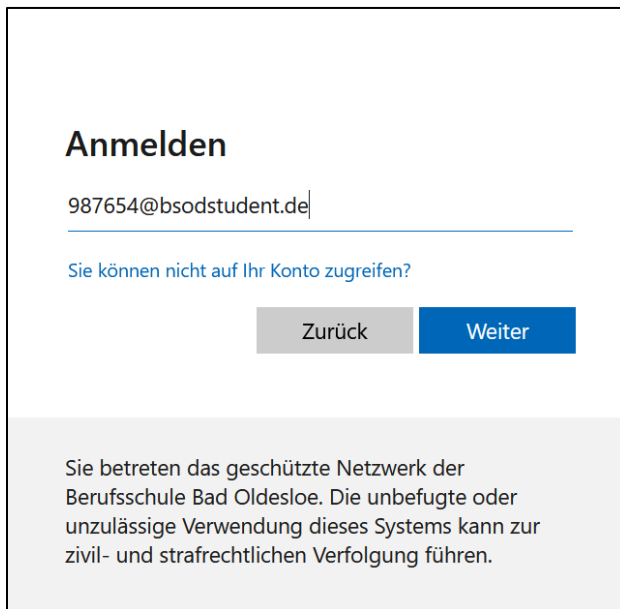 Anmelden
987654@bsodstudent.de
Sie können nicht auf Ihr Konto zugreifen?
Zurück Weiter
Sie betreten das geschützte Netzwerk der
Berufsschule Bad Oldesloe. Die unbefugte oder
unzulässige Verwendung dieses Systems kann zur
zivil- und strafrechtlichen Verfolgung führen.